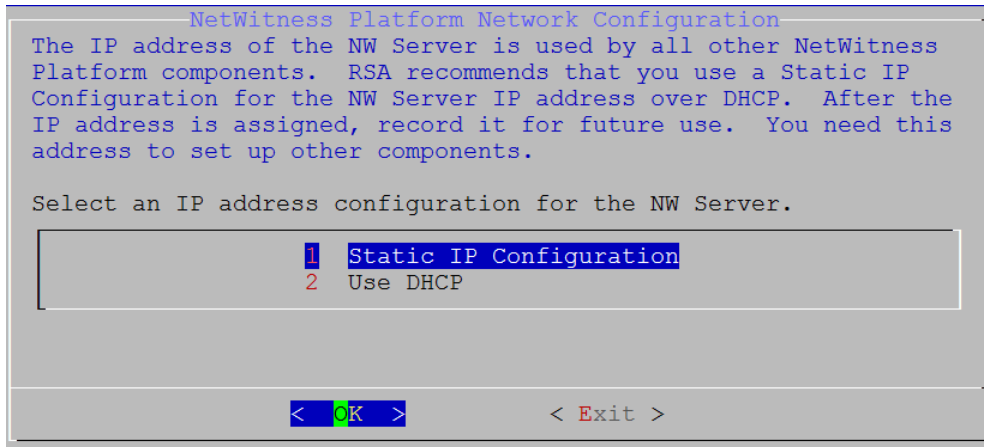 NetWitness Platform Network Configuration
The IP address of the NW Server is used by all other NetWitness
Platform components.  RSA recommends that you use a Static IP
Configuration for the NW Server IP address over DHCP.  After the
IP address is assigned, record it for future use.  You need this
address to set up other components.
Select an IP address configuration for the NW Server.
1  Static IP Configuration
2  Use DHCP
<  OK  >          < Exit >